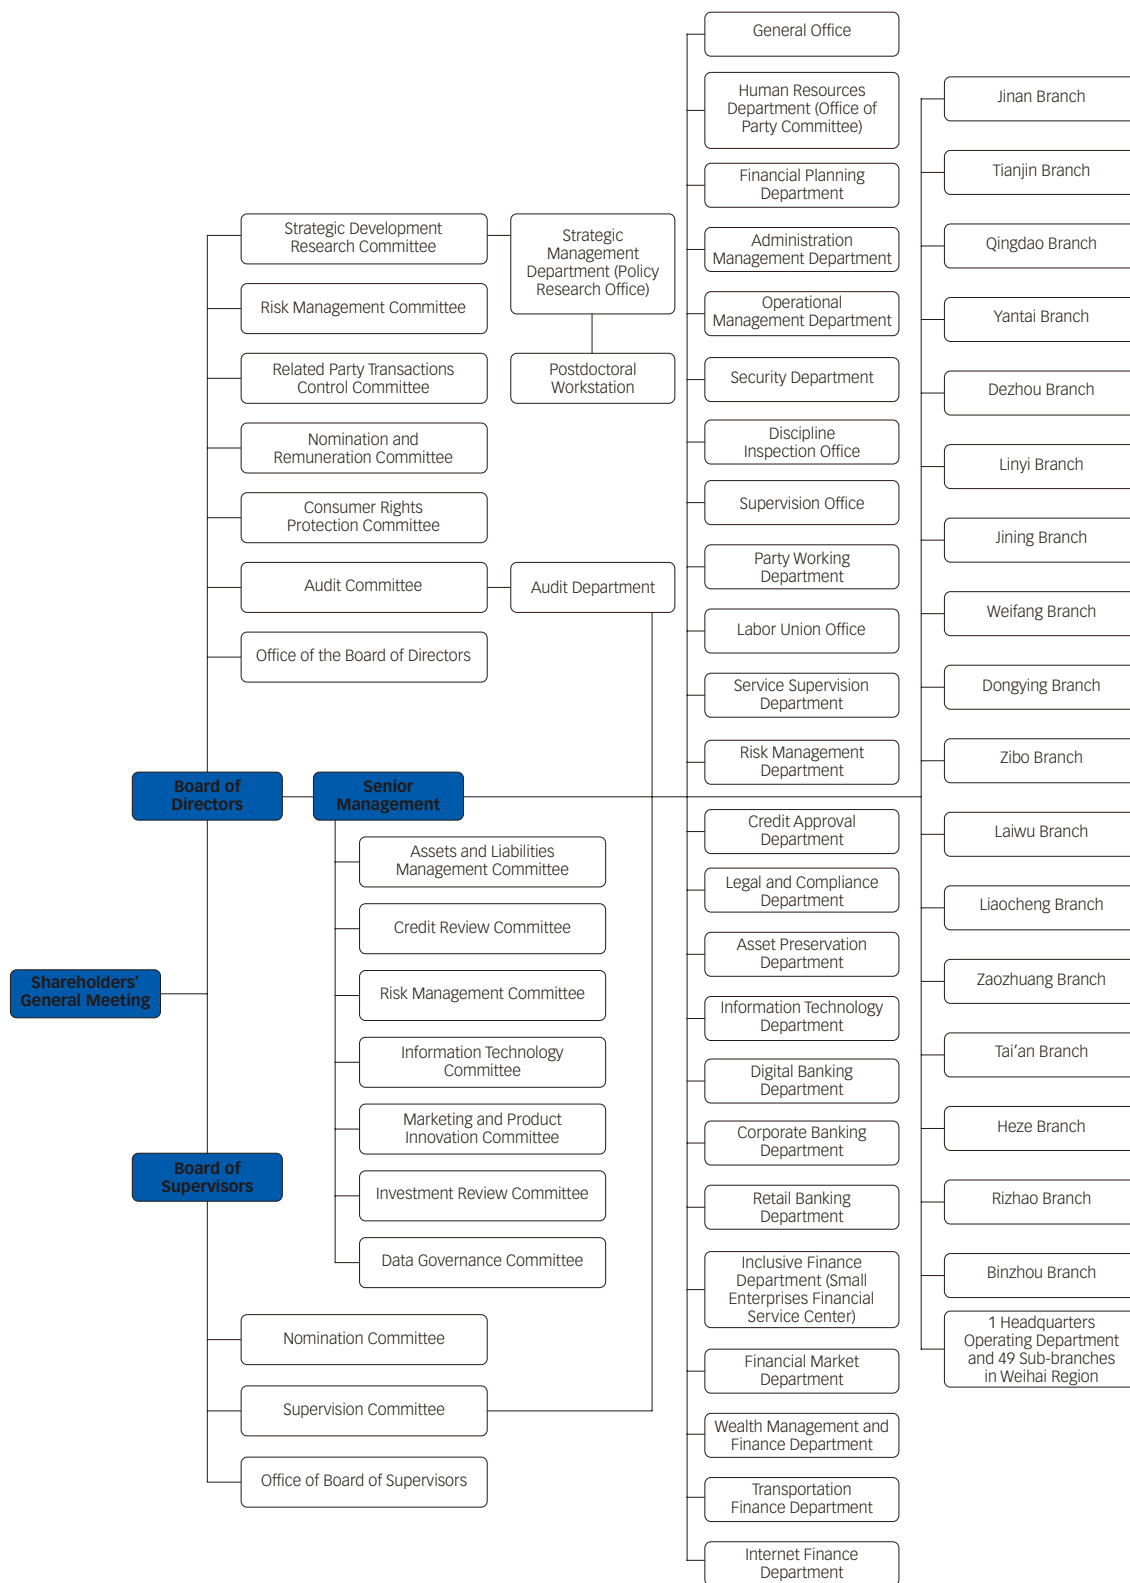 Shareholders'
General Meeting
Board of
Directors
Board of
Supervisors
Senior
Management
Strategic Development
Research Committee
Risk Management Committee
Related Party Transactions
Control Committee
Nomination and
Remuneration Committee
Consumer Rights
Protection Committee
Audit Committee
Office of the Board of Directors
Strategic
Management
Department (Policy
Research Office)
Postdoctoral
Workstation
Audit Department
Assets and Liabilities
Management Committee
Credit Review Committee
Risk Management Committee
Information Technology
Committee
Marketing and Product
Innovation Committee
Investment Review Committee
Data Governance Committee
Nomination Committee
Supervision Committee
Office of Board of Supervisors
General Office
Human Resources
Department (Office of
Party Committee)
Financial Planning
Department
Administration
Management Department
Operational
Management Department
Security Department
Discipline
Inspection Office
Supervision Office
Party Working
Department
Labor Union Office
Service Supervision
Department
Risk Management
Department
Credit Approval
Department
Legal and Compliance
Department
Asset Preservation
Department
Information Technology
Department
Digital Banking
Department
Corporate Banking
Department
Retail Banking
Department
Inclusive Finance
Department (Small
Enterprises Financial
Service Center)
Financial Market
Department
Wealth Management and
Finance Department
Transportation
Finance Department
Internet Finance
Department
Jinan Branch
Tianjin Branch
Qingdao Branch
Yantai Branch
Dezhou Branch
Linyi Branch
Jining Branch
Weifang Branch
Dongying Branch
Zibo Branch
Laiwu Branch
Liaocheng Branch
Zaozhuang Branch
Tai'an Branch
Heze Branch
Rizhao Branch
Binzhou Branch
1 Headquarters
Operating Department
and 49 Sub-branches
in Weihai Region